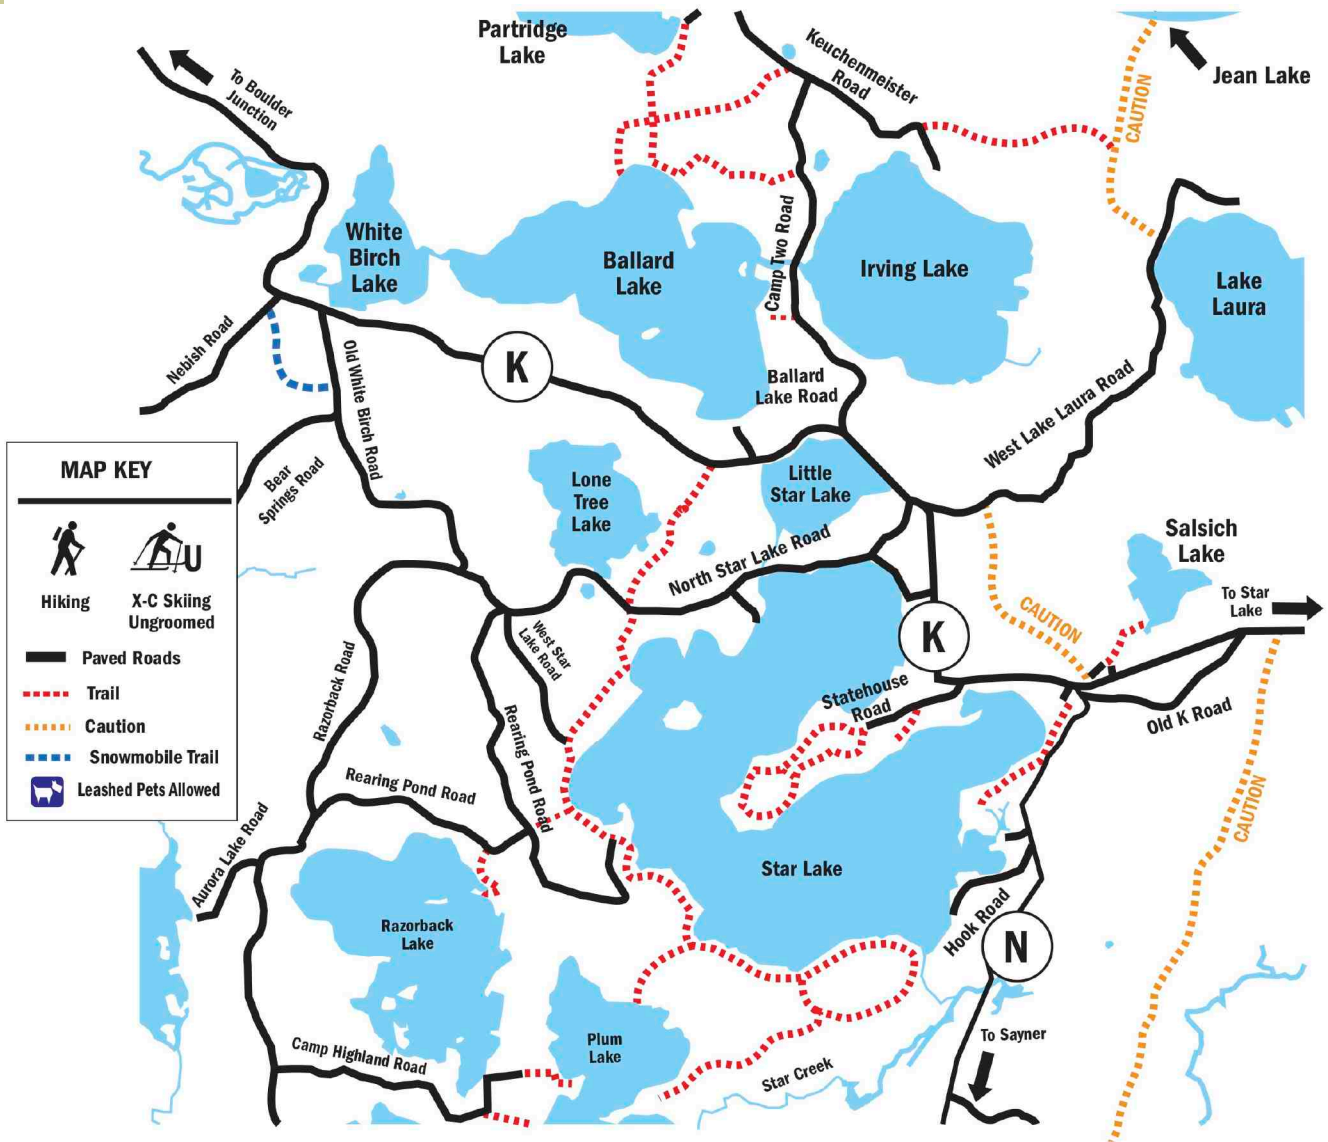 Partridge
Lake
Keuchenmeister
Road
Jean Lake
CAUTION
To Boulder
Junction
White
Birch
Lake
Ballard
Lake
Camp Two Road
Irving Lake
Lake
Laura
Nebish Road
Old White Birch Road
K
Ballard
Lake Road
West Lake Laura Road
MAP KEY
Hiking
X-C Skiing
Ungroomed
U
Paved Roads
Trail
Caution
Snowmobile Trail
Leashed Pets Allowed
Bear
Springs Road
Lone
Tree
Lake
Little
Star Lake
North Star Lake Road
Salsich
Lake
To Star
Lake
CAUTION
K
West Star
Lake Road
Razorback Road
Rearing Pond Road
Statehouse
Road
Old K Road
Rearing Pond Road
CAUTION
Aurora Lake Road
Star Lake
Razorback
Lake
Hook Road
N
Plum
Lake
Camp Highland Road
Star Creek
To Sayner